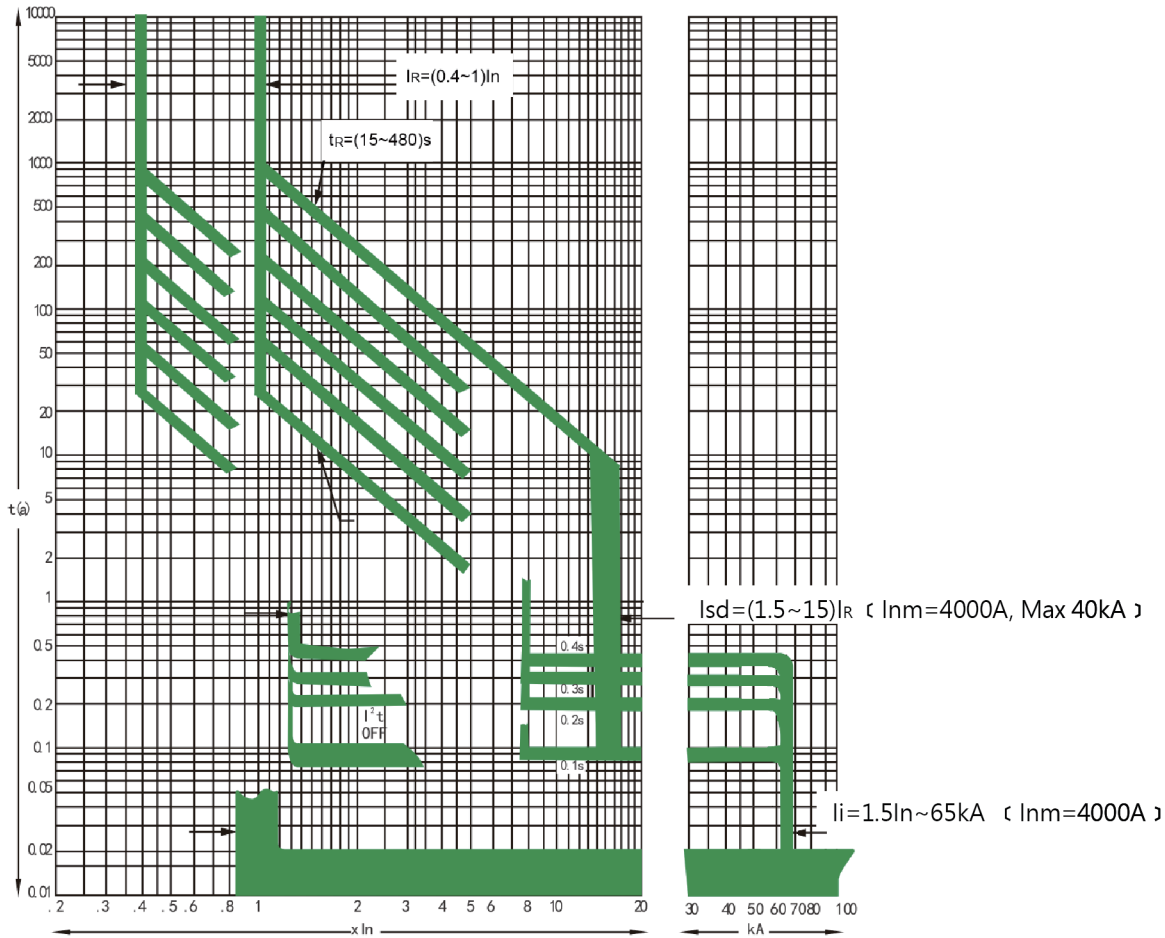 10000
5000
2000
1000
500
200
100
50
20
10
5
2
1
0.5
0.2
0.1
0.05
0.02
0.01
t(a)
IR=(0.4~1)In
tR=(15~480)s
I²t
OFF
0.4s
0.3s
0.2s
0.1s
Isd=(1.5~15)IR ( Inm=4000A, Max 40kA )
Ii=1.5In~65kA ( Inm=4000A )
.2 .3 .4 .5 .6 .8 1 2 3 4 5 6 8 10 20 30 40 50 60 70 80 100
x In
kA